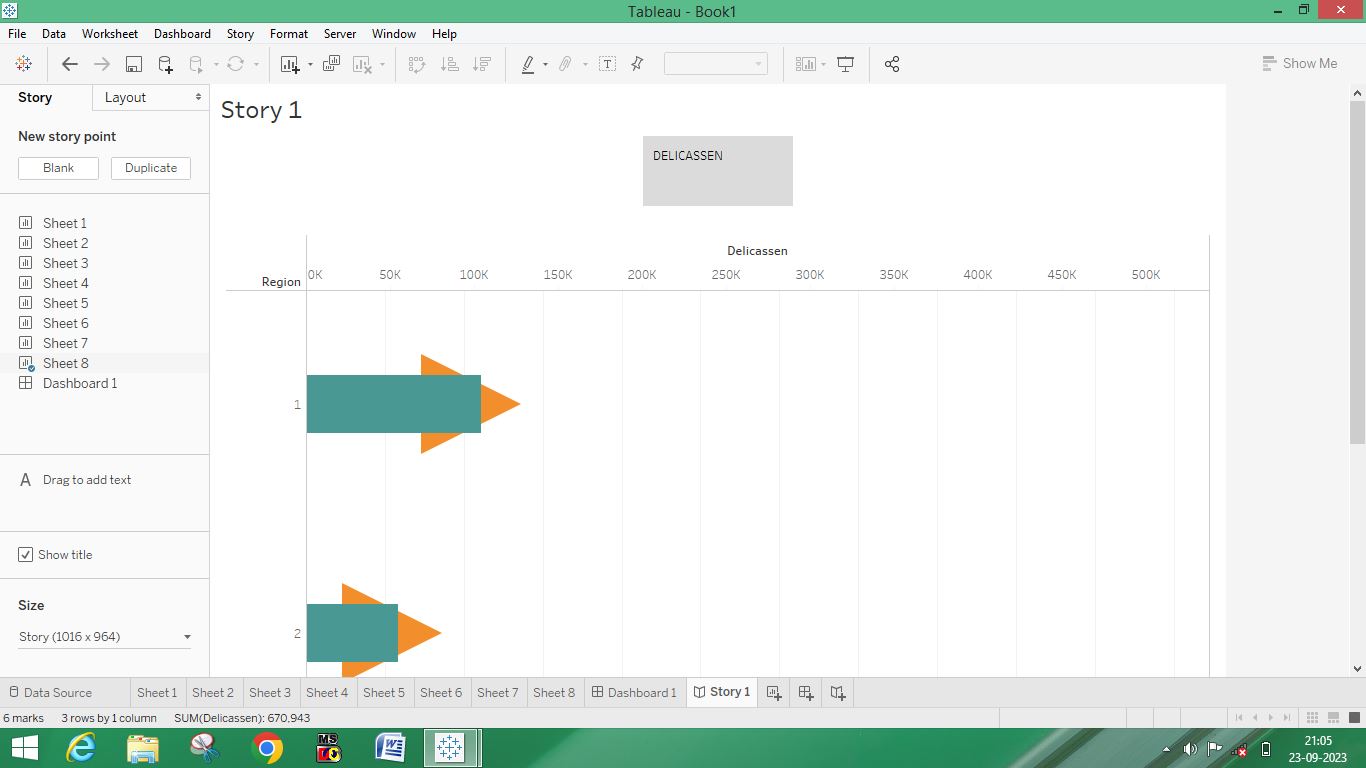 Tableau - Book1
File Data Worksheet Dashboard Story Format Server Window Help
Show Me
Story Layout
New story point
Blank Duplicate
Sheet 1
Sheet 2
Sheet 3
Sheet 4
Sheet 5
Sheet 6
Sheet 7
Sheet 8
Dashboard 1
A Drag to add text
Show title
Size
Story (1016 x 964)
Story 1
DELICASSEN
Delicassen
Region 0K 50K 100K 150K 200K 250K 300K 350K 400K 450K 500K
1
2
Data Source Sheet 1 Sheet 2 Sheet 3 Sheet 4 Sheet 5 Sheet 6 Sheet 7 Sheet 8 Dashboard 1 Story 1
6 marks 3 rows by 1 column SUM(Delicassen): 670,943
MS
21:05
23-09-2023